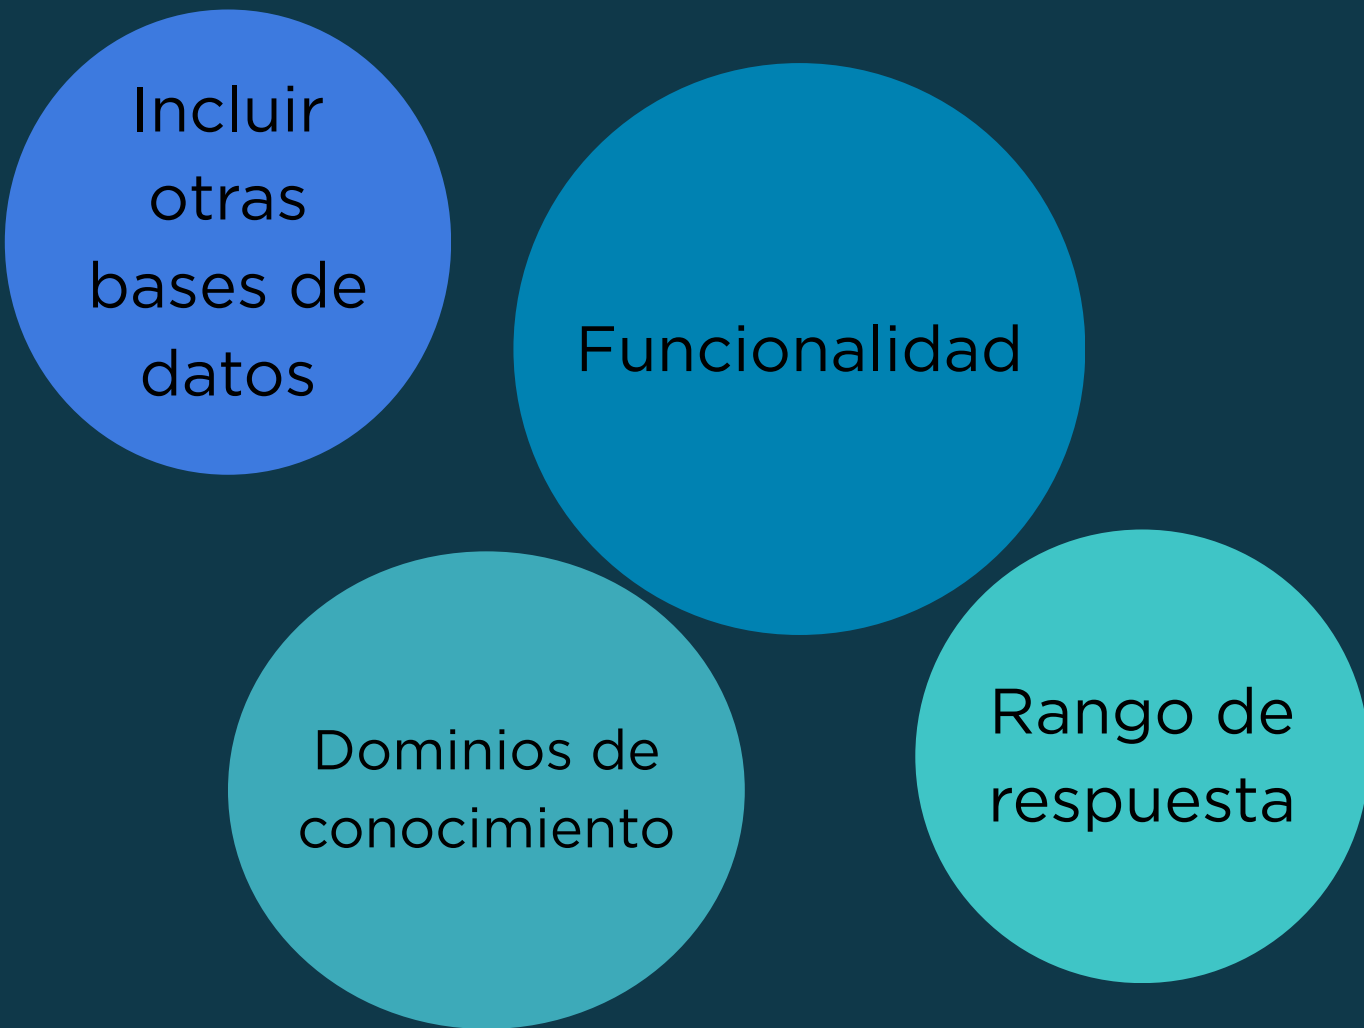 Incluir
otras
bases de
datos
Funcionalidad
Dominios de
conocimiento
Rango de
respuesta